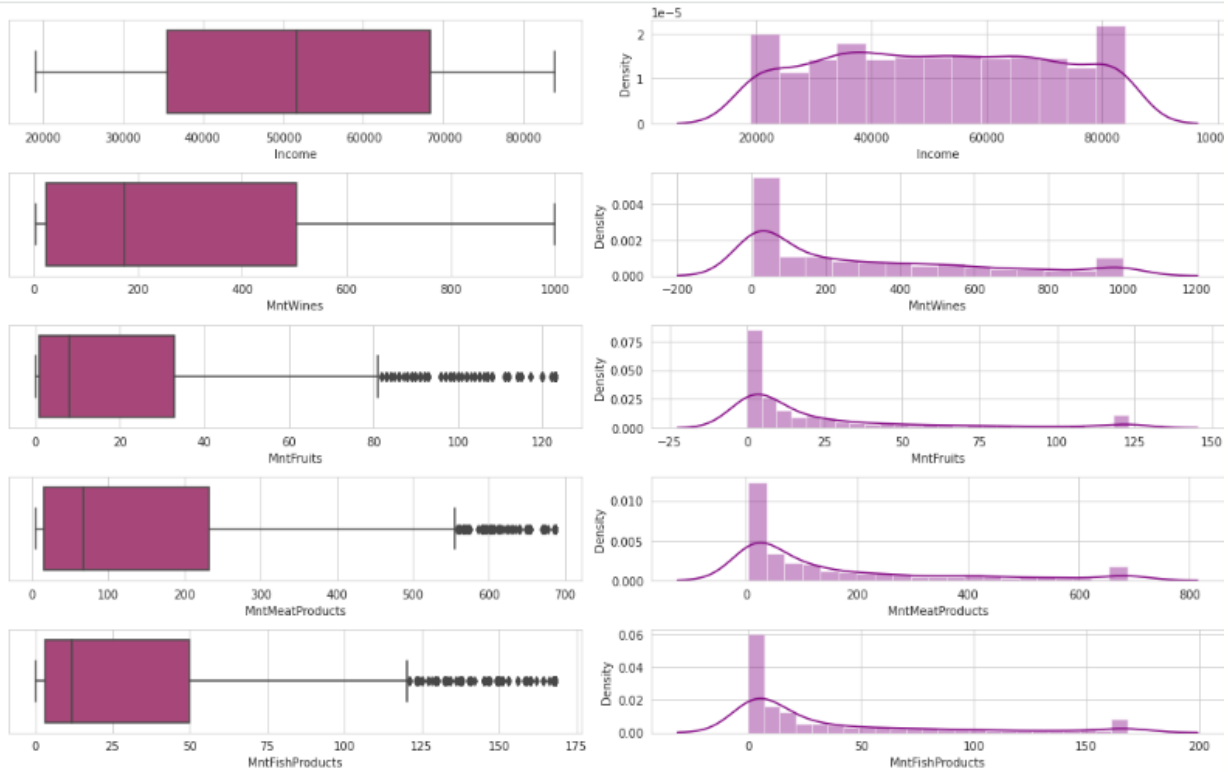 20000 30000 40000 50000 60000 70000 80000
Income
1e−5
2
1
0
Density
20000 40000 60000 80000 1000
Income
0 200 400 600 800 1000
MntWines
0.004
0.002
0.000
Density
−200 0 200 400 600 800 1000 1200
MntWines
0 20 40 60 80 100 120
MntFruits
0.075
0.050
0.025
0.000
Density
−25 0 25 50 75 100 125 150
MntFruits
0 100 200 300 400 500 600 700
MntMeatProducts
0.010
0.005
0.000
Density
0 200 400 600 800
MntMeatProducts
0 25 50 75 100 125 150 175
MntFishProducts
0.06
0.04
0.02
0.00
Density
0 50 100 150 200
MntFishProducts